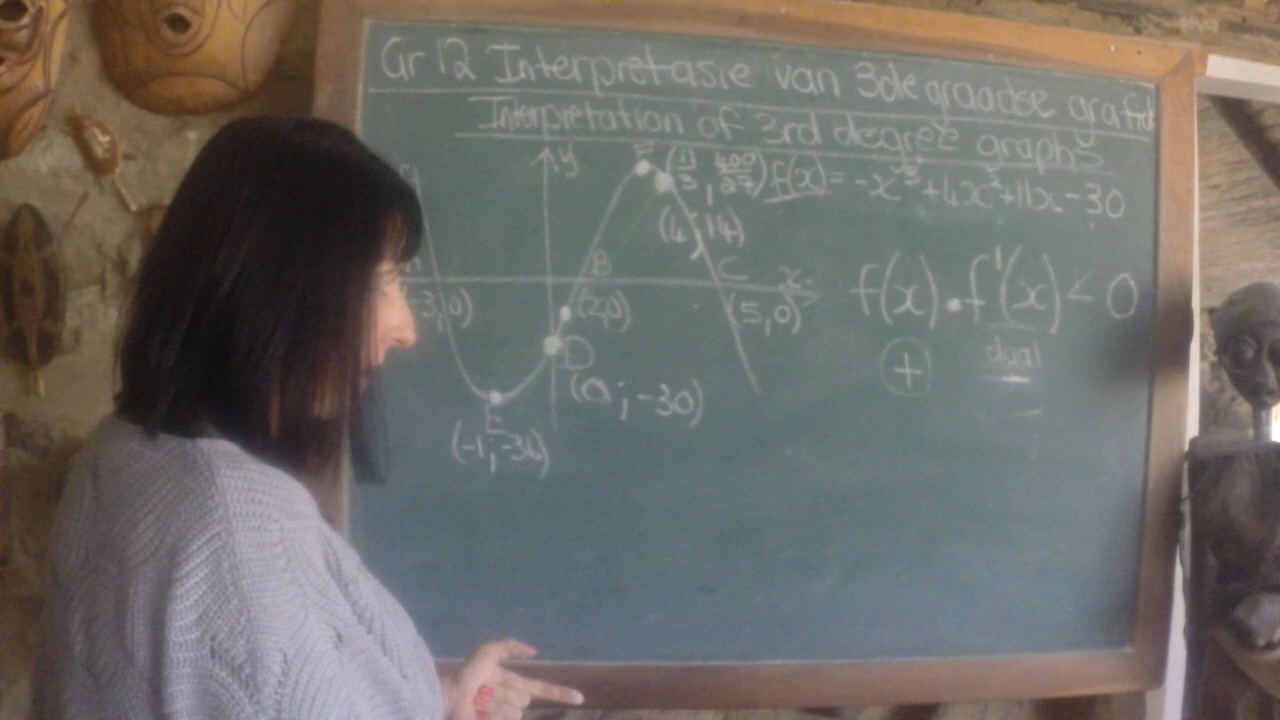 Gr 12 Interpretasie van 3de graadse grafiek
Interpretation of 3rd degree graphs
y
F (11/3, 400/27) f(x) = -x³+4x²+11x-30
(4;14)
B
C
x
3;0)
(2;0)
(5,0)
f(x).f'(x) < 0
+
D
(0;-30)
E
(-1;-36)